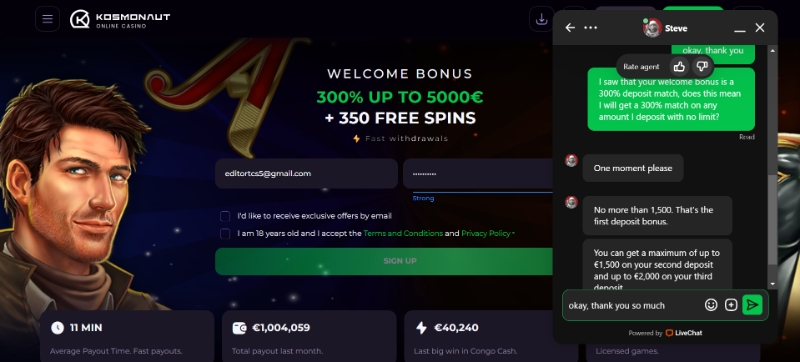 KOSMONAUT
ONLINE CASINO
WELCOME BONUS
300% UP TO 5000€
+ 350 FREE SPINS
Fast withdrawals
editortcs5@gmail.com
••••••••••
Strong
I'd like to receive exclusive offers by email
I am 18 years old and I accept the Terms and Conditions and Privacy Policy
SIGN UP
11 MIN
Average Payout Time. Fast payouts.
€1,004,059
Total payout last month.
€40,240
Last big win in Congo Cash.
Licensed games.
Steve
okay, thank you
Rate agent
I saw that your welcome bonus is a
300% deposit match, does this mean
I will get a 300% match on any
amount I deposit with no limit?
Read
One moment please
No more than 1,500. That's the
first deposit bonus.
You can get a maximum of up to
€1,500 on your second deposit
and up to €2,000 on your third
deposit
okay, thank you so much
Powered by LiveChat